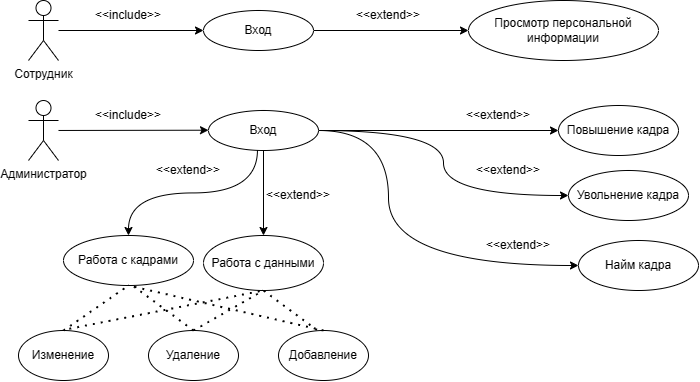 <<include>>
<<extend>>
Вход
Просмотр персональной
информации
Сотрудник
<<include>>
<<extend>>
Вход
Повышение кадра
Администратор
<<extend>>
<<extend>>
<<extend>>
Увольнение кадра
<<extend>>
Работа с кадрами
Работа с данными
Найм кадра
Изменение
Удаление
Добавление